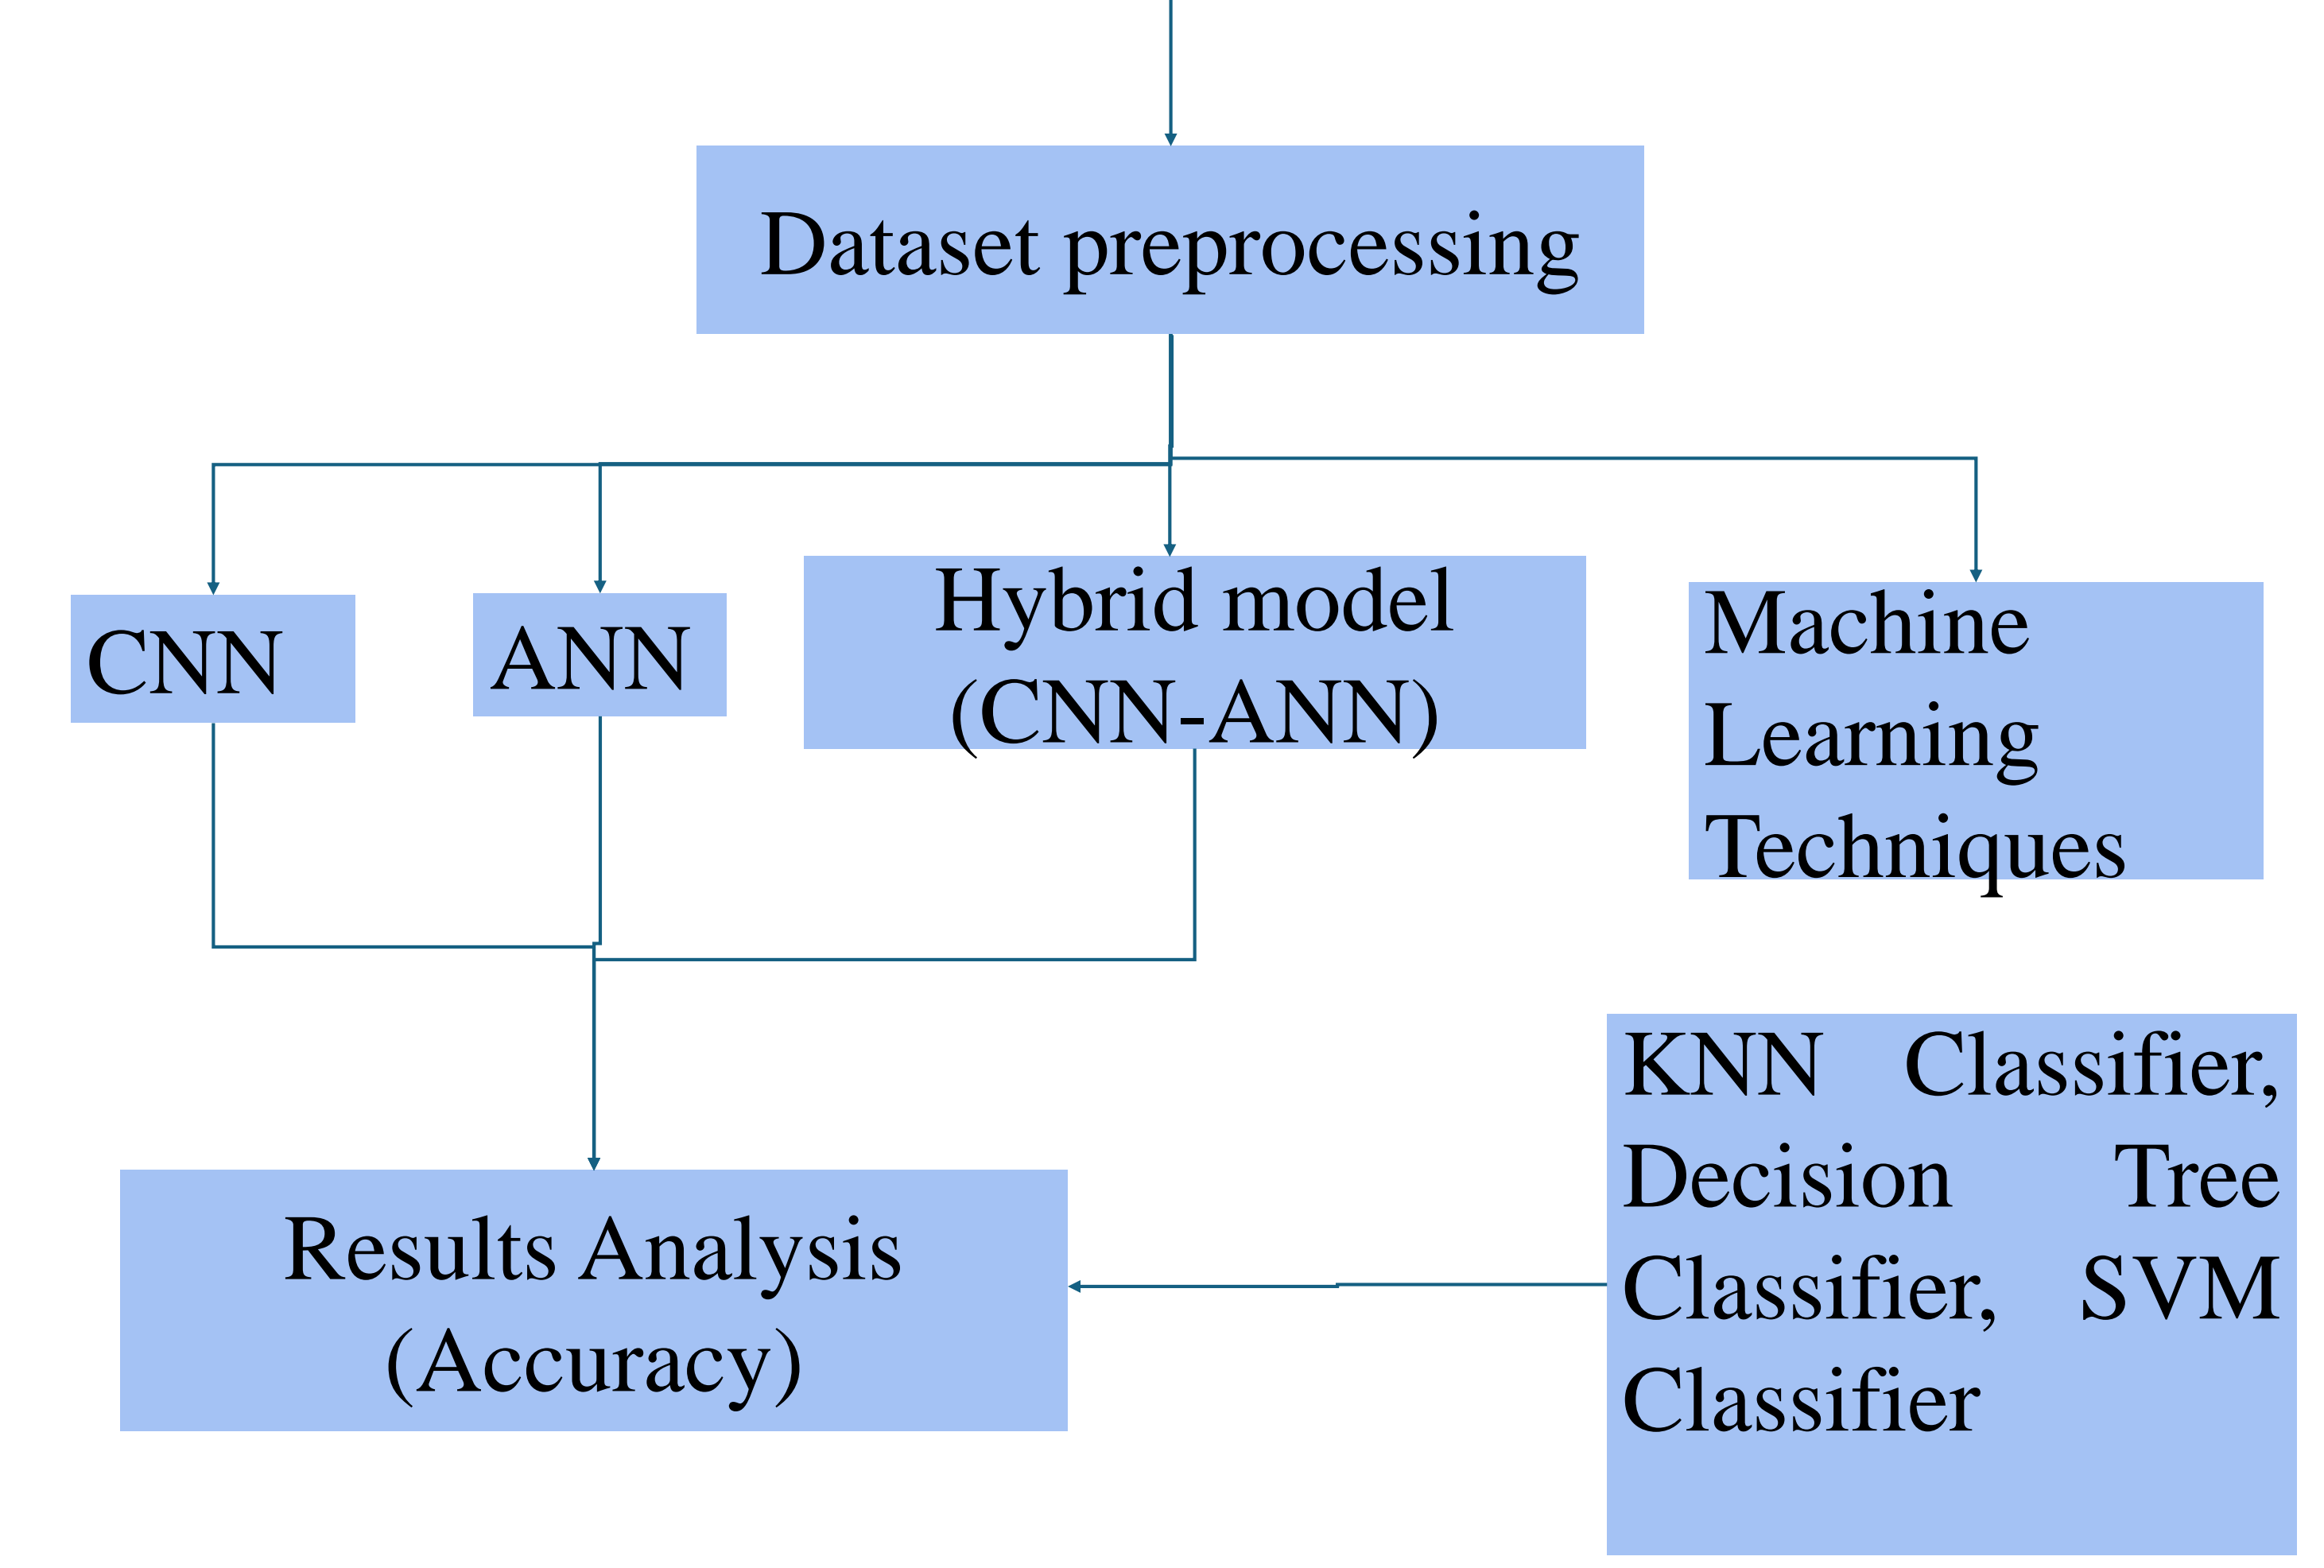 Dataset preprocessing
CNN
ANN
Hybrid model
(CNN-ANN)
Machine
Learning
Techniques
KNN Classifier,
Decision Tree
Classifier, SVM
Classifier
Results Analysis
(Accuracy)